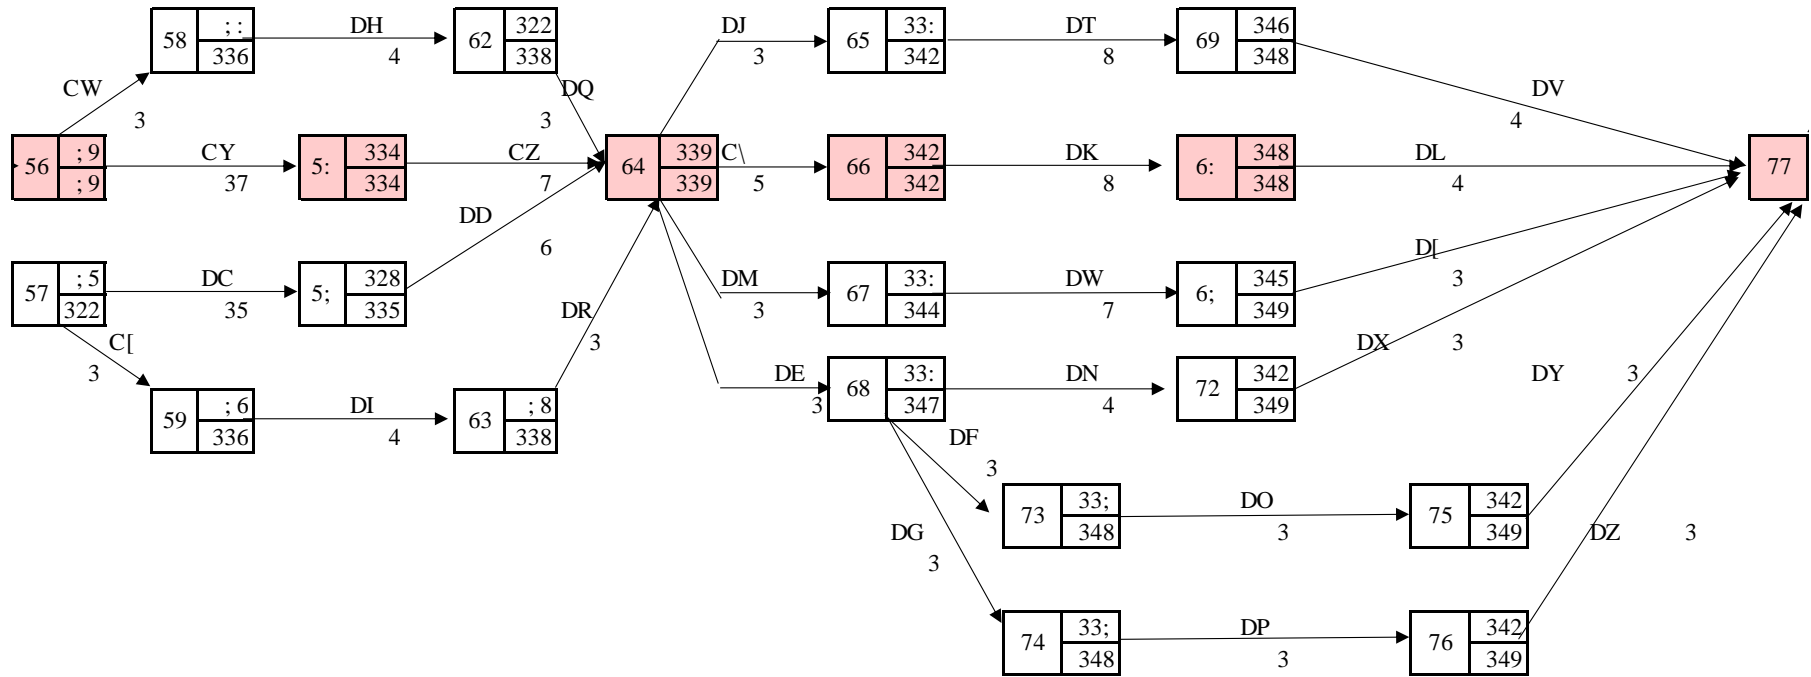 58 ; : 336
DH
4
62 322 338
DJ
3
65 33: 342
DT
8
69 346 348
CW
3
DQ
3
DV
4
56 ; 9 ; 9
CY
37
5: 334 334
CZ
7
64 339 339
C\
5
66 342 342
DK
8
6: 348 348
DL
4
77
DD
6
57 ; 5 322
DC
35
5; 328 335
DR
3
DM
3
67 33: 344
DW
7
6; 345 349
D[
3
C[
3
59 ; 6 336
DI
4
63 ; 8 338
DE
3
68 33: 347
DN
4
72 342 349
DX
3
DY
3
DF
3
73 33; 348
DO
3
75 342 349
DZ
3
DG
3
74 33; 348
DP
3
76 342 349